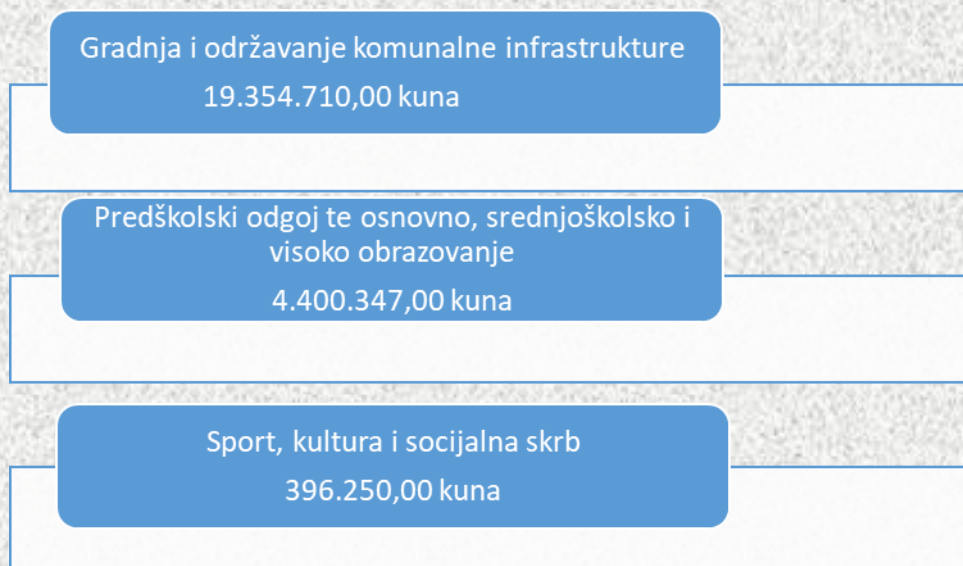 Gradnja i održavanje komunalne infrastrukture
19.354.710,00 kuna
Predškolski odgoj te osnovno, srednjoškolsko i
visoko obrazovanje
4.400.347,00 kuna
Sport, kultura i socijalna skrb
396.250,00 kuna